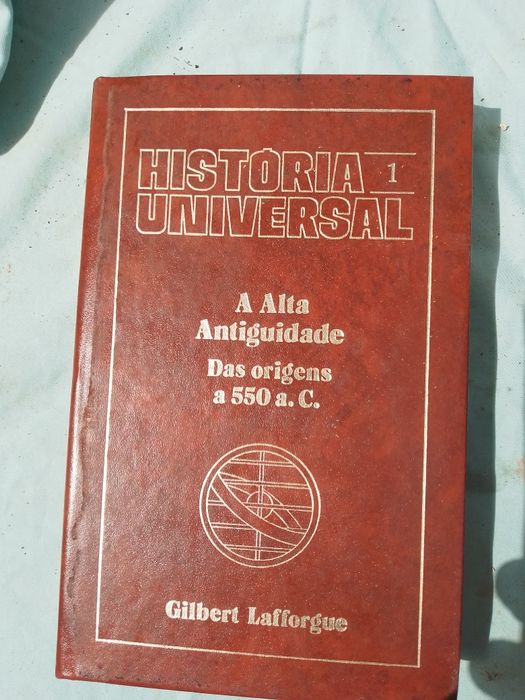 HISTÓRIA 1
UNIVERSAL
A Alta
Antiguidade
Das origens
a 550 a. C.
Gilbert Lafforgue